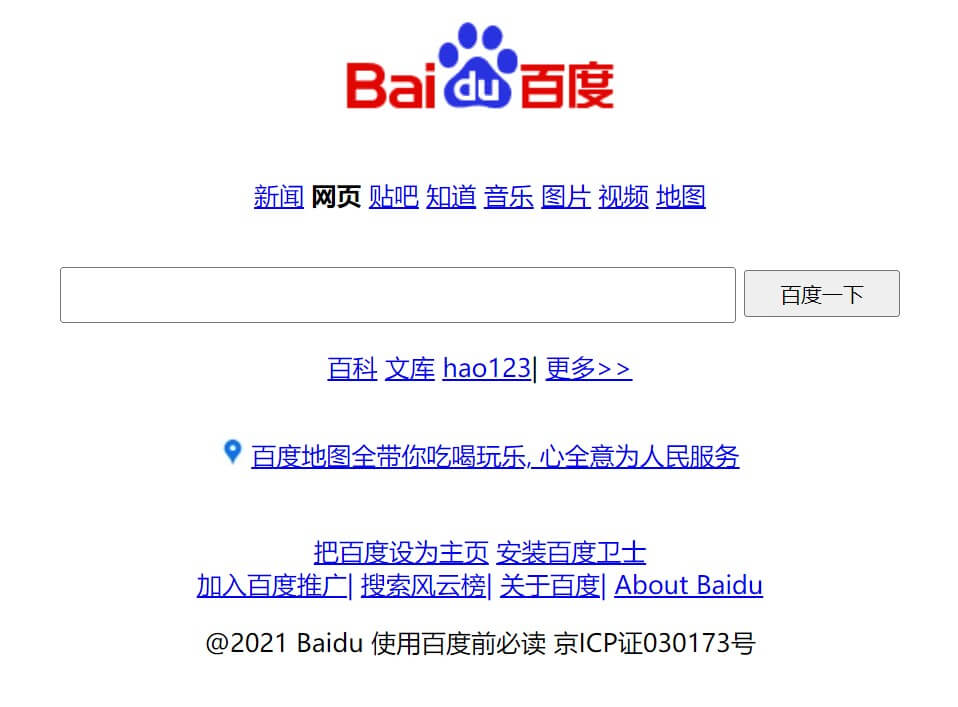 Bai du 百度
新闻 网页 贴吧 知道 音乐 图片 视频 地图
百度一下
百科 文库 hao123| 更多>>
百度地图全带你吃喝玩乐, 心全意为人民服务
把百度设为主页 安装百度卫士
加入百度推广| 搜索风云榜| 关于百度| About Baidu
@2021 Baidu 使用百度前必读 京ICP证030173号